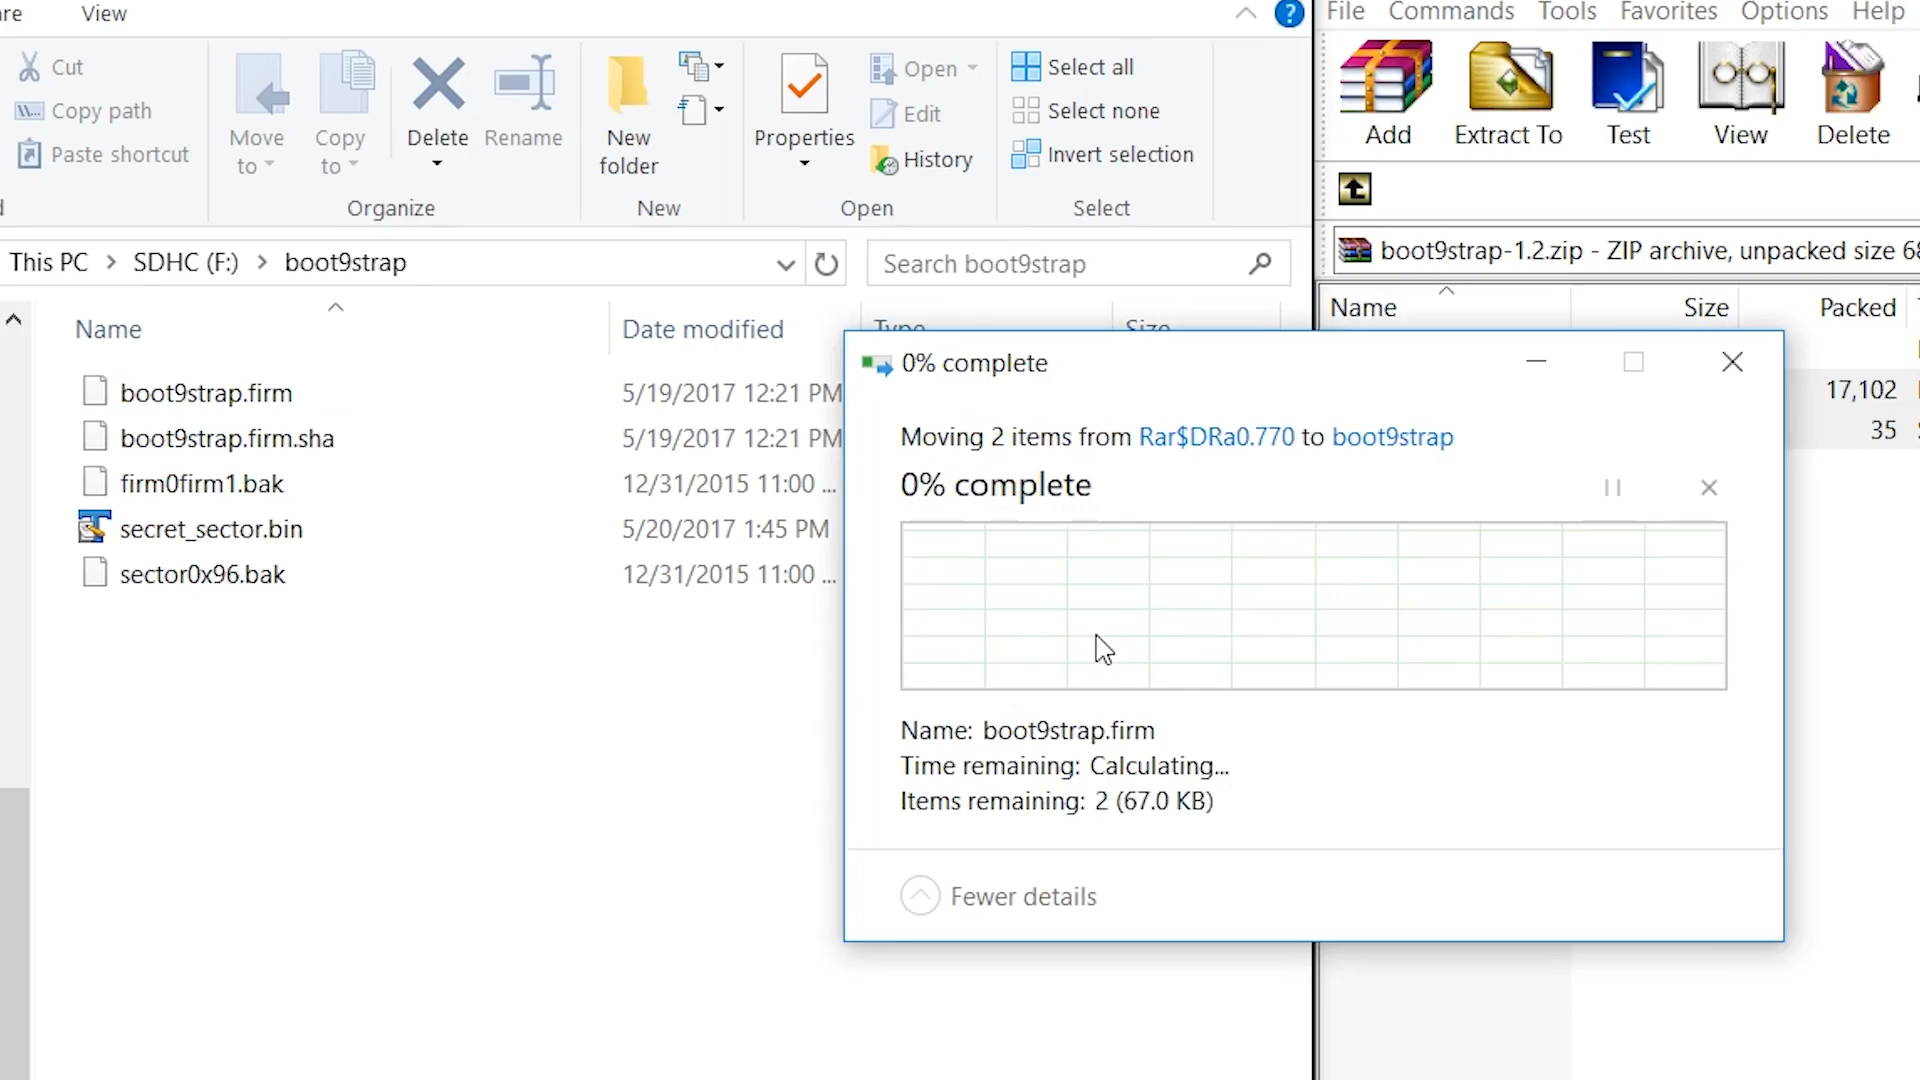 re View
Cut
Copy path
Paste shortcut
Move to
Copy to
Delete
Rename
New folder
Properties
Open
Edit
History
Select all
Select none
Invert selection
Organize New Open Select
This PC > SDHC (F:) > boot9strap
Search boot9strap
Name Date modified Type Size
boot9strap.firm 5/19/2017 12:21 PM
boot9strap.firm.sha 5/19/2017 12:21 PM
firm0firm1.bak 12/31/2015 11:00 ...
secret_sector.bin 5/20/2017 1:45 PM
sector0x96.bak 12/31/2015 11:00 ...
File Commands Tools Favorites Options Help
Add Extract To Test View Delete
boot9strap-1.2.zip - ZIP archive, unpacked size 68
Name Size Packed
17,102
35
0% complete
Moving 2 items from Rar$DRa0.770 to boot9strap
0% complete
Name: boot9strap.firm
Time remaining: Calculating...
Items remaining: 2 (67.0 KB)
Fewer details